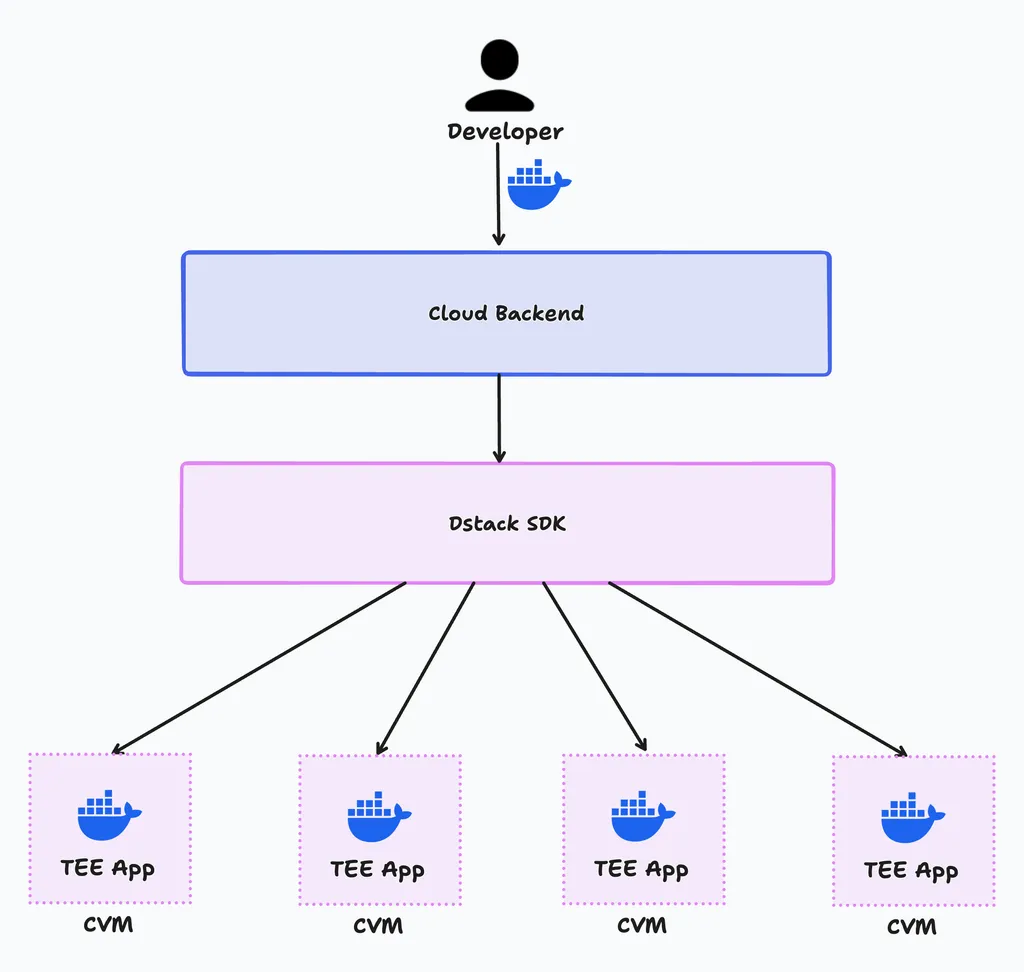 Developer
Cloud Backend
Dstack SDK
TEE App
TEE App
TEE App
TEE App
CVM
CVM
CVM
CVM